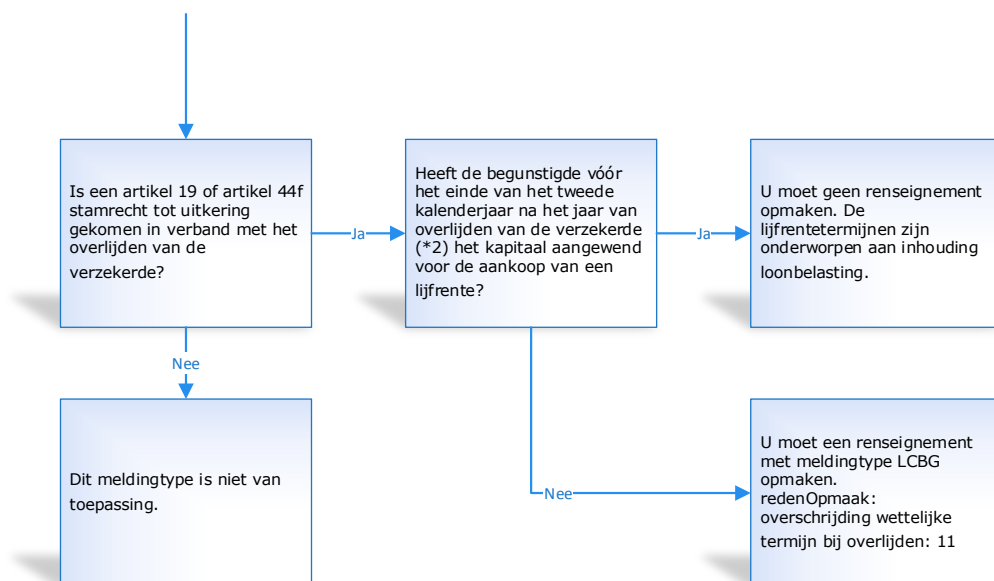 Is een artikel 19 of artikel 44f
stamrecht tot uitkering
gekomen in verband met het
overlijden van de
verzekerde?
Ja
Heeft de begunstigde vóór
het einde van het tweede
kalenderjaar na het jaar van
overlijden van de verzekerde
(*2) het kapitaal aangewend
voor de aankoop van een
lijfrente?
Ja
U moet geen renseignement
opmaken. De
lijfrentetermijnen zijn
onderworpen aan inhouding
loonbelasting.
Nee
Dit meldingtype is niet van
toepassing.
Nee
U moet een renseignement
met meldingtype LCBG
opmaken.
redenOpmaak:
overschrijding wettelijke
termijn bij overlijden: 11